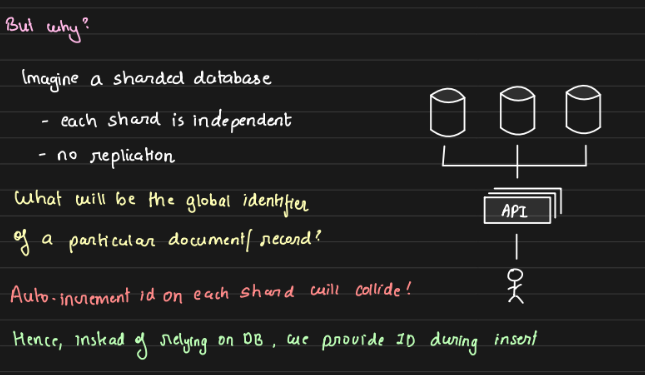 But why?
Imagine a sharded database
- each shard is independent
- no replication
What will be the global identifier
of a particular document/record?
API
Auto-increment id on each shard will collide!
Hence, instead of relying on DB, we provide ID during insert